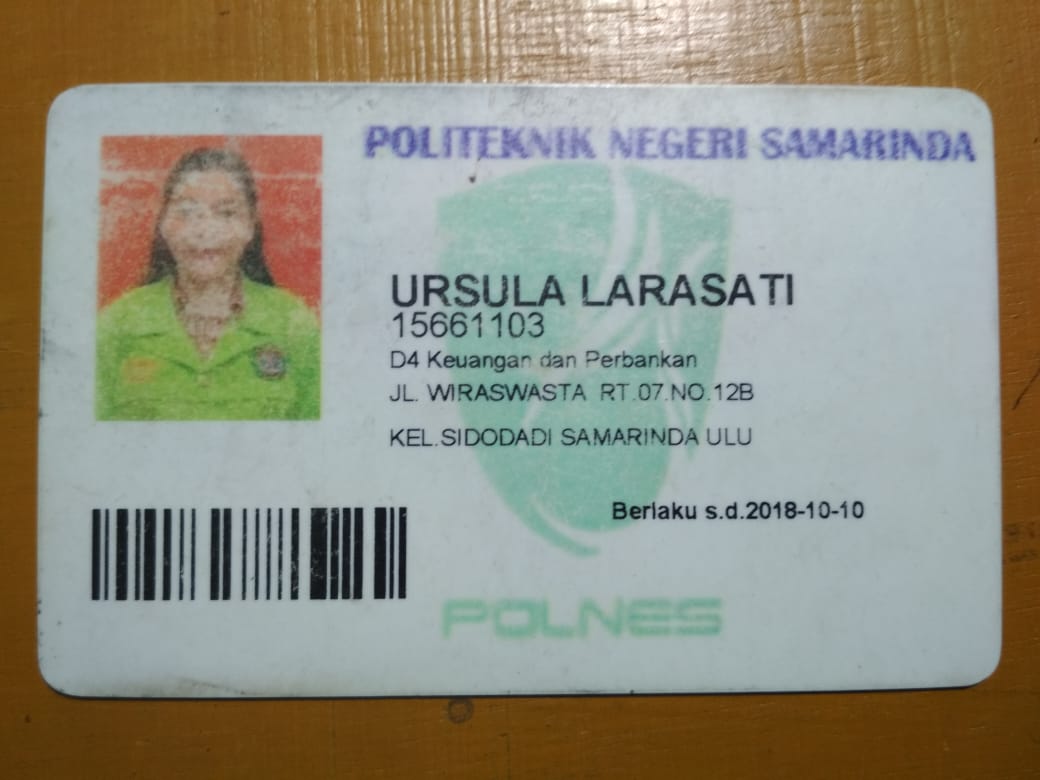 POLITEKNIK NEGERI SAMARINDA
URSULA LARASATI
15661103
D4 Keuangan dan Perbankan
JL. WIRASWASTA RT.07.NO.12B
KEL.SIDODADI SAMARINDA ULU
Berlaku s.d.2018-10-10
POLNES